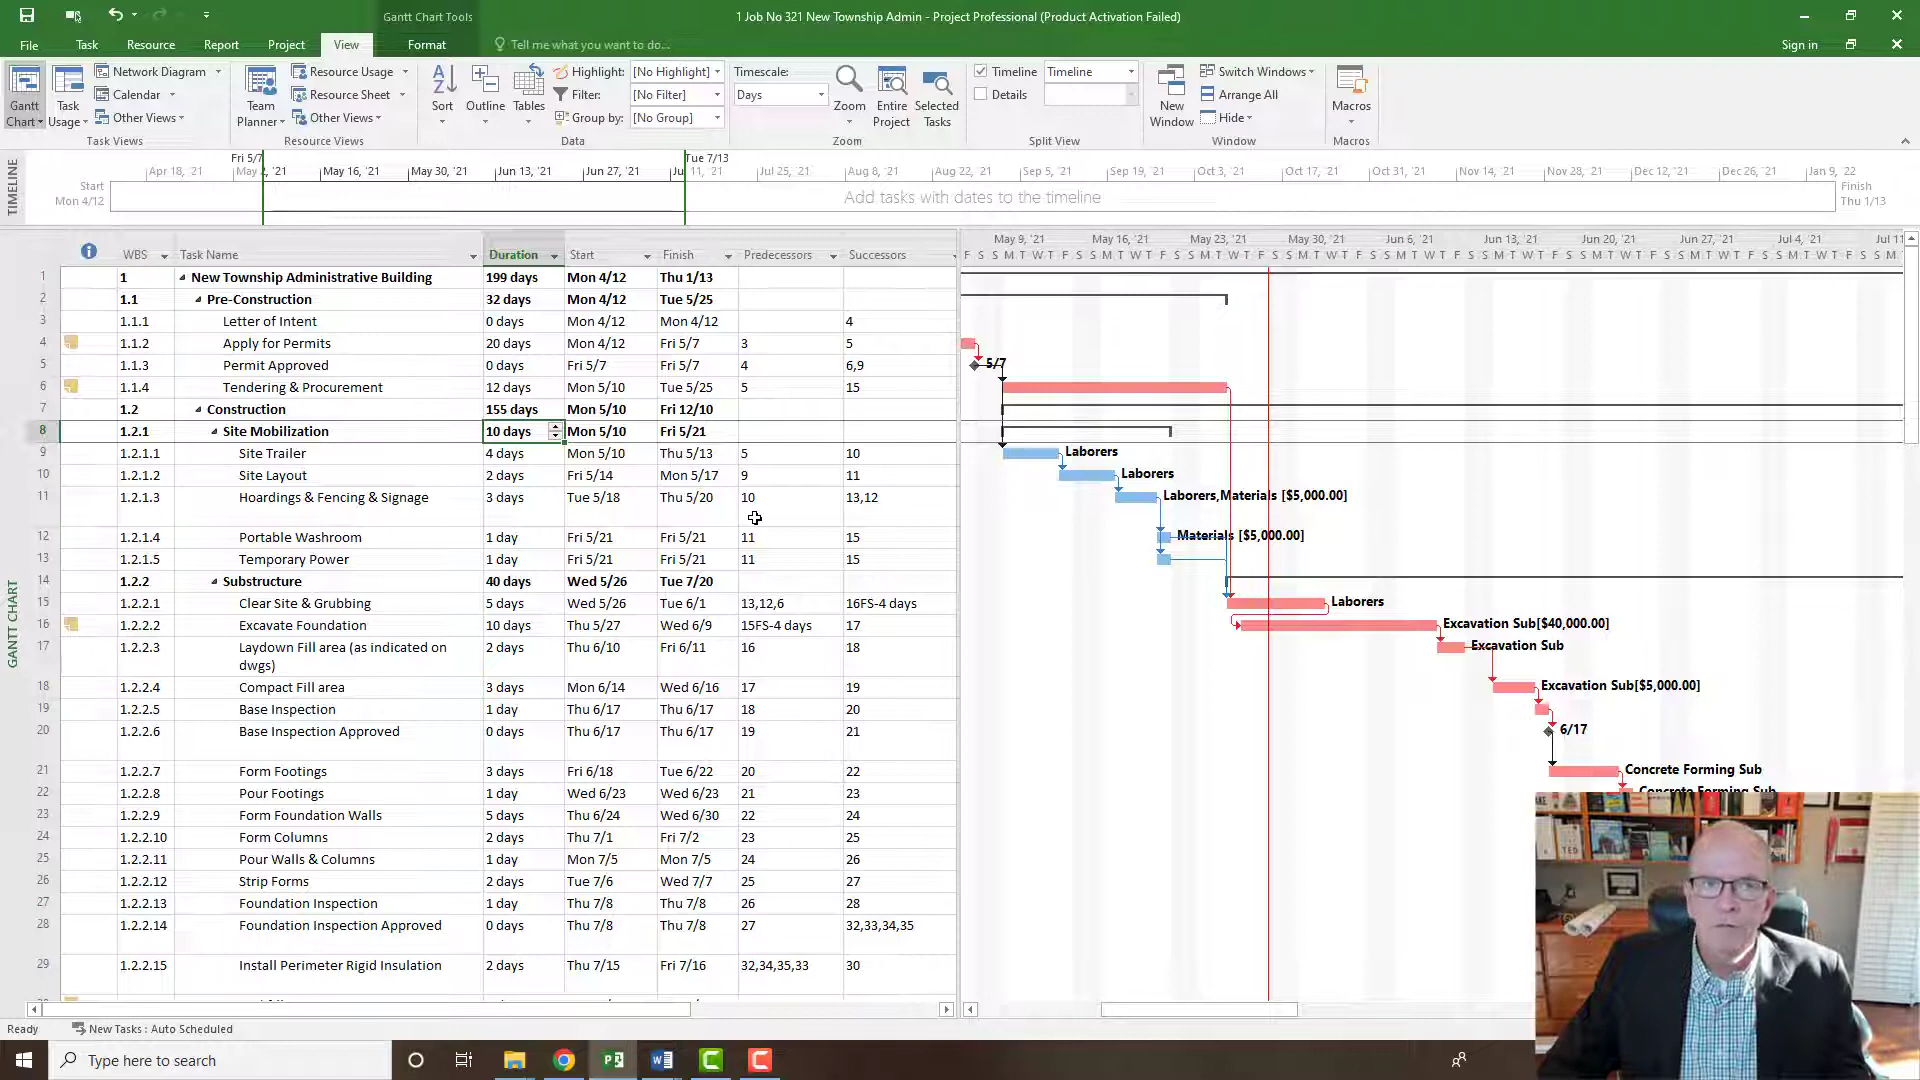 Gantt Chart Tools
1 Job No 321 New Township Admin - Project Professional (Product Activation Failed)
File Task Resource Report Project View Format Tell me what you want to do... Sign in
Gantt Chart Task Usage Network Diagram Calendar Other Views Task Views
Team Planner Resource Usage Resource Sheet Other Views Resource Views
Sort Outline Tables Highlight: [No Highlight] Filter: [No Filter] Group by: [No Group] Data
Timescale: Days Zoom Entire Project Selected Tasks Zoom
Timeline Timeline Details Split View
New Window Switch Windows Arrange All Hide Window
Macros Macros
TIMELINE
Fri 5/7 Tue 7/13
Apr 18, '21 May 2, '21 May 16, '21 May 30, '21 Jun 13, '21 Jun 27, '21 Jul 11, '21 Jul 25, '21 Aug 8, '21 Aug 22, '21 Sep 5, '21 Sep 19, '21 Oct 3, '21 Oct 17, '21 Oct 31, '21 Nov 14, '21 Nov 28, '21 Dec 12, '21 Dec 26, '21 Jan 9, '22
Start Mon 4/12
Add tasks with dates to the timeline
Finish Thu 1/13
GANTT CHART
WBS Task Name Duration Start Finish Predecessors Successors
1 1 New Township Administrative Building 199 days Mon 4/12 Thu 1/13
2 1.1 Pre-Construction 32 days Mon 4/12 Tue 5/25
3 1.1.1 Letter of Intent 0 days Mon 4/12 Mon 4/12 4
4 1.1.2 Apply for Permits 20 days Mon 4/12 Fri 5/7 3 5
5 1.1.3 Permit Approved 0 days Fri 5/7 Fri 5/7 4 6,9
6 1.1.4 Tendering & Procurement 12 days Mon 5/10 Tue 5/25 5 15
7 1.2 Construction 155 days Mon 5/10 Fri 12/10
8 1.2.1 Site Mobilization 10 days Mon 5/10 Fri 5/21
9 1.2.1.1 Site Trailer 4 days Mon 5/10 Thu 5/13 5 10
10 1.2.1.2 Site Layout 2 days Fri 5/14 Mon 5/17 9 11
11 1.2.1.3 Hoardings & Fencing & Signage 3 days Tue 5/18 Thu 5/20 10 13,12
12 1.2.1.4 Portable Washroom 1 day Fri 5/21 Fri 5/21 11 15
13 1.2.1.5 Temporary Power 1 day Fri 5/21 Fri 5/21 11 15
14 1.2.2 Substructure 40 days Wed 5/26 Tue 7/20
15 1.2.2.1 Clear Site & Grubbing 5 days Wed 5/26 Tue 6/1 13,12,6 16FS-4 days
16 1.2.2.2 Excavate Foundation 10 days Thu 5/27 Wed 6/9 15FS-4 days 17
17 1.2.2.3 Laydown Fill area (as indicated on dwgs) 2 days Thu 6/10 Fri 6/11 16 18
18 1.2.2.4 Compact Fill area 3 days Mon 6/14 Wed 6/16 17 19
19 1.2.2.5 Base Inspection 1 day Thu 6/17 Thu 6/17 18 20
20 1.2.2.6 Base Inspection Approved 0 days Thu 6/17 Thu 6/17 19 21
21 1.2.2.7 Form Footings 3 days Fri 6/18 Tue 6/22 20 22
22 1.2.2.8 Pour Footings 1 day Wed 6/23 Wed 6/23 21 23
23 1.2.2.9 Form Foundation Walls 5 days Thu 6/24 Wed 6/30 22 24
24 1.2.2.10 Form Columns 2 days Thu 7/1 Fri 7/2 23 25
25 1.2.2.11 Pour Walls & Columns 1 day Mon 7/5 Mon 7/5 24 26
26 1.2.2.12 Strip Forms 2 days Tue 7/6 Wed 7/7 25 27
27 1.2.2.13 Foundation Inspection 1 day Thu 7/8 Thu 7/8 26 28
28 1.2.2.14 Foundation Inspection Approved 0 days Thu 7/8 Thu 7/8 27 32,33,34,35
29 1.2.2.15 Install Perimeter Rigid Insulation 2 days Thu 7/15 Fri 7/16 32,34,35,33 30
May 9, '21 May 16, '21 May 23, '21 May 30, '21 Jun 6, '21 Jun 13, '21 Jun 20, '21 Jun 27, '21 Jul 4, '21 Jul 11
F S S M T W T F S S M T W T F S S M T W T F S S M T W T F S S M T W T F S S M T W T F S S M T W T F S S M T W T F S S M T W T F S S M
5/7
Laborers
Laborers
Laborers,Materials [$5,000.00]
Materials [$5,000.00]
Laborers
Excavation Sub[$40,000.00]
Excavation Sub
Excavation Sub[$5,000.00]
6/17
Concrete Forming Sub
Concrete Forming Sub
Ready New Tasks : Auto Scheduled
Type here to search